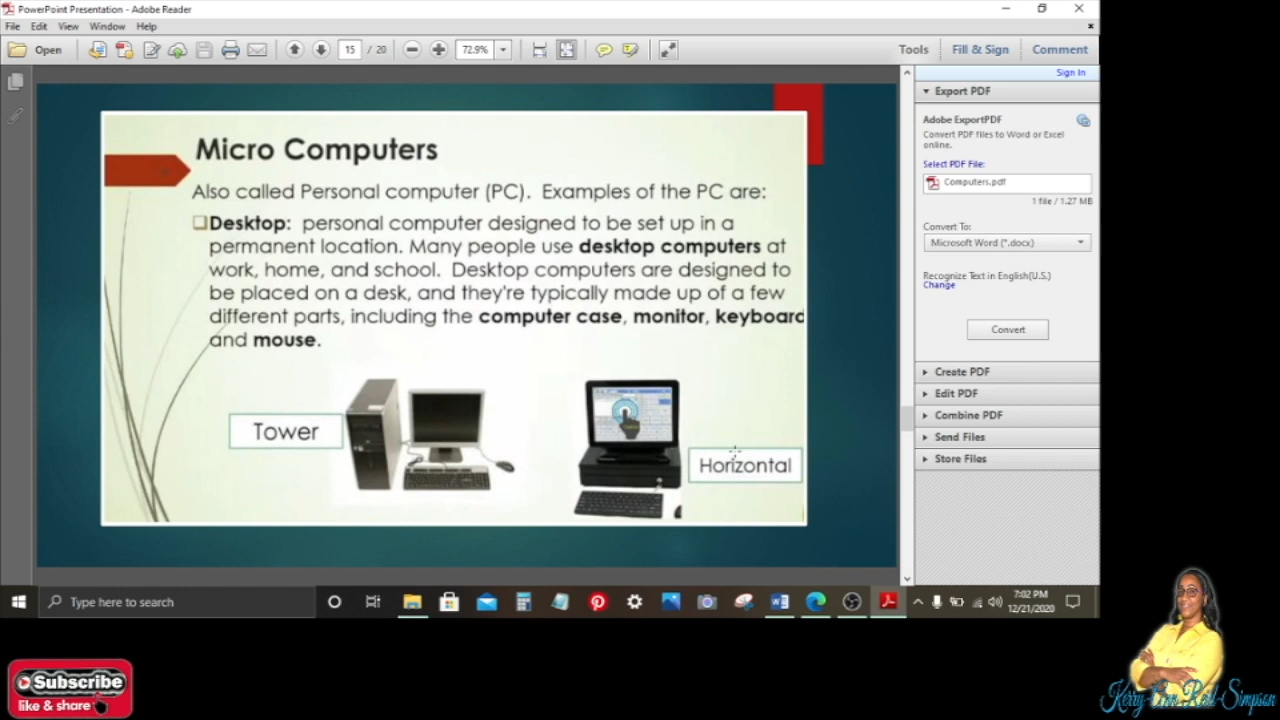 PowerPoint Presentation - Adobe Reader
File Edit View Window Help
Open 15 / 20 72.9% Tools Fill & Sign Comment
Sign In
Export PDF
Adobe ExportPDF
Convert PDF files to Word or Excel
online.
Select PDF File:
Computers.pdf
1 file / 1.27 MB
Convert To:
Microsoft Word (*.docx)
Recognize Text in English(U.S.)
Change
Convert
Create PDF
Edit PDF
Combine PDF
Send Files
Store Files
Micro Computers
Also called Personal computer (PC). Examples of the PC are:
Desktop: personal computer designed to be set up in a
permanent location. Many people use desktop computers at
work, home, and school. Desktop computers are designed to
be placed on a desk, and they're typically made up of a few
different parts, including the computer case, monitor, keyboard
and mouse.
Tower
Horizontal
Type here to search
7:02 PM
12/21/2020
Subscribe
like & share
Kerry-Ann Reid-Simpson